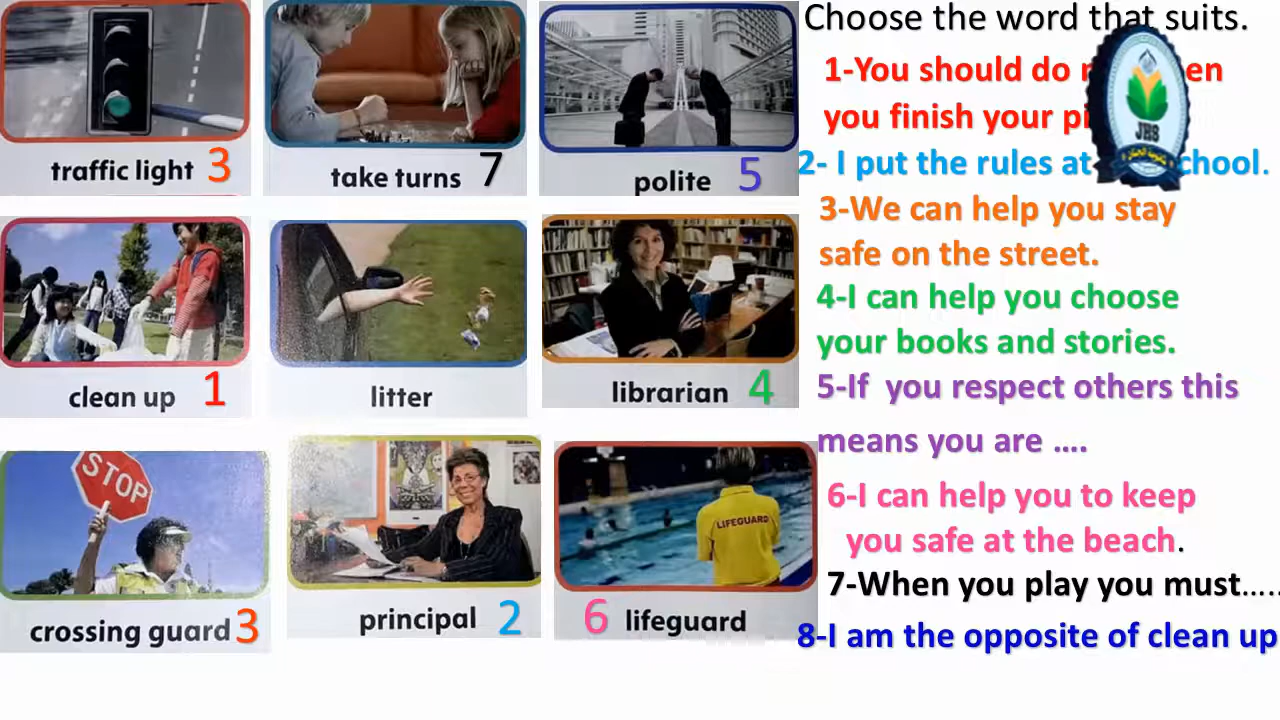 Choose the word that suits.
1-You should do
you finish your
2- I put the rules at
3-We can help you stay
safe on the street.
4-I can help you choose
your books and stories.
5-If you respect others this
means you are ....
6-I can help you to keep
you safe at the beach.
7-When you play you must.....
8-I am the opposite of clean up
traffic light 3
take turns 7
polite 5
clean up 1
litter
librarian 4
STOP
crossing guard 3
principal 2
LIFEGUARD
6 lifeguard
JHS